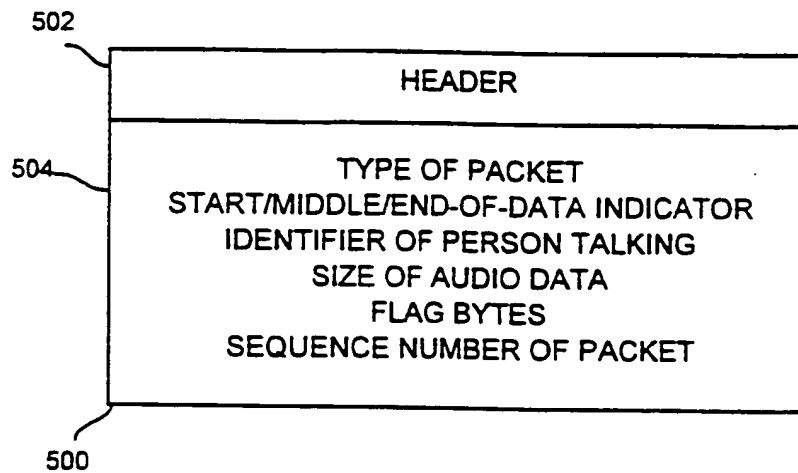 502
HEADER
504
TYPE OF PACKET
START/MIDDLE/END-OF-DATA INDICATOR
IDENTIFIER OF PERSON TALKING
SIZE OF AUDIO DATA
FLAG BYTES
SEQUENCE NUMBER OF PACKET
500